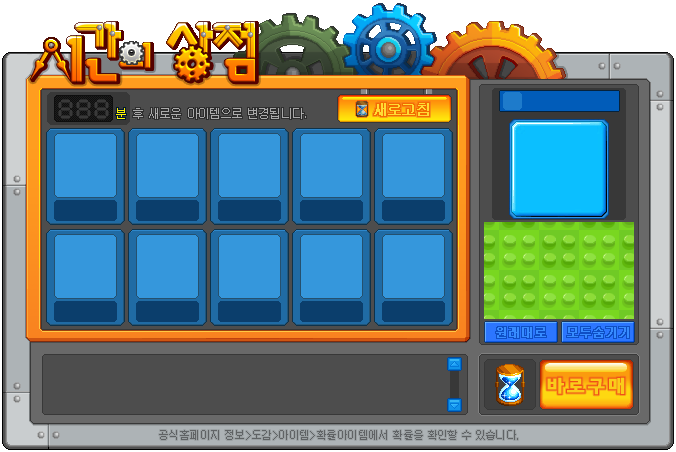 시간의 상점
888분 후 새로운 아이템으로 변경됩니다.
새로고침
원래대로
모두숨기기
바로구매
공식홈페이지 정보>도감>아이템>확률아이템에서 확률을 확인할 수 있습니다.